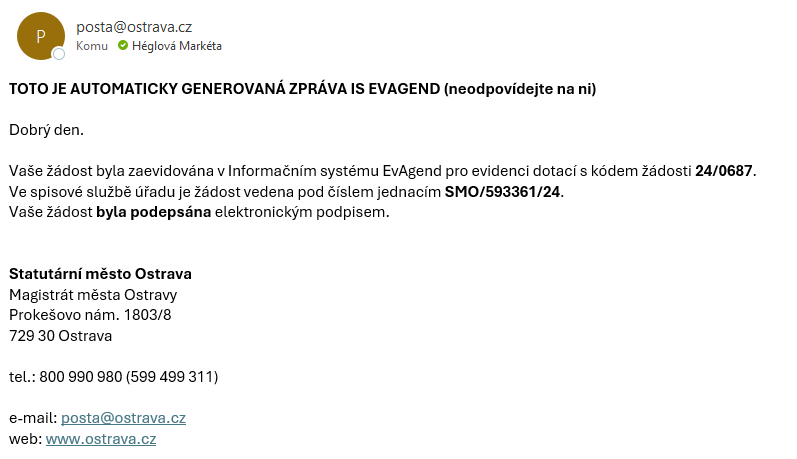 P
posta@ostrava.cz
Komu Héglová Markéta
TOTO JE AUTOMATICKY GENEROVANÁ ZPRÁVA IS EVAGEND (neodpovídejte na ni)
Dobrý den.
Vaše žádost byla zaevidována v Informačním systému EvAgend pro evidenci dotací s kódem žádosti 24/0687.
Ve spisové službě úřadu je žádost vedena pod číslem jednacím SMO/593361/24.
Vaše žádost byla podepsána elektronickým podpisem.
Statutární město Ostrava
Magistrát města Ostravy
Prokešovo nám. 1803/8
729 30 Ostrava
tel.: 800 990 980 (599 499 311)
e-mail: posta@ostrava.cz
web: www.ostrava.cz